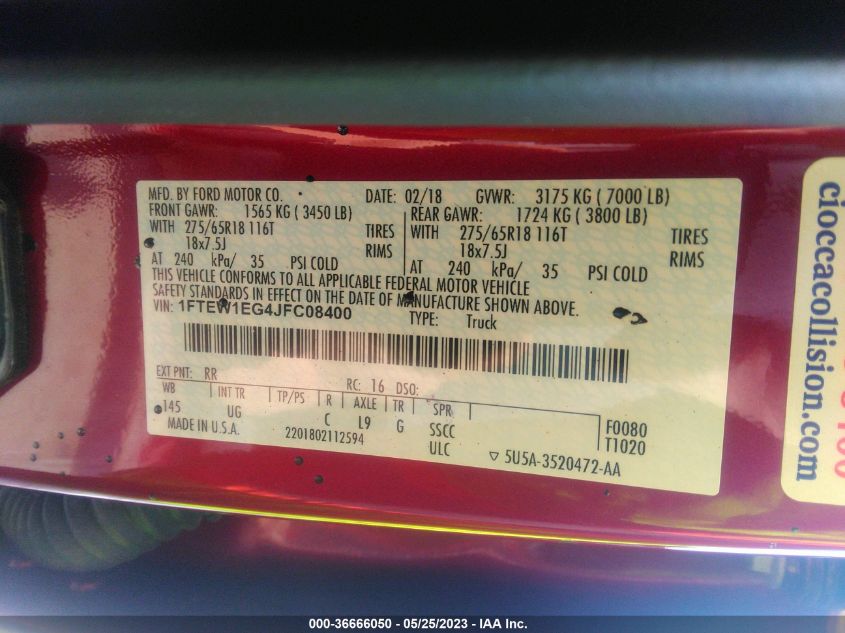 MFD. BY FORD MOTOR CO. DATE: 02/18 GVWR: 3175 KG ( 7000 LB)
FRONT GAWR: 1565 KG ( 3450 LB) REAR GAWR: 1724 KG ( 3800 LB)
WITH 275/65R18 116T TIRES WITH 275/65R18 116T TIRES
18x7.5J RIMS 18x7.5J RIMS
AT 240 kPa/ 35 PSI COLD AT 240 kPa/ 35 PSI COLD
THIS VEHICLE CONFORMS TO ALL APPLICABLE FEDERAL MOTOR VEHICLE
SAFETY STANDARDS IN EFFECT ON THE DATE OF MANUFACTURE SHOWN ABOVE.
VIN: 1FTEW1EG4JFC08400 TYPE: Truck
EXT PNT: RR RC: 16 DSO:
WB INT TR TP/PS R AXLE TR SPR
145 UG C L9 G SSCC F0080
MADE IN U.S.A. 2201802112594 ULC T1020
▽ 5U5A-3520472-AA
cioccacollision.com
000-36666050 - 05/25/2023 - IAA Inc.